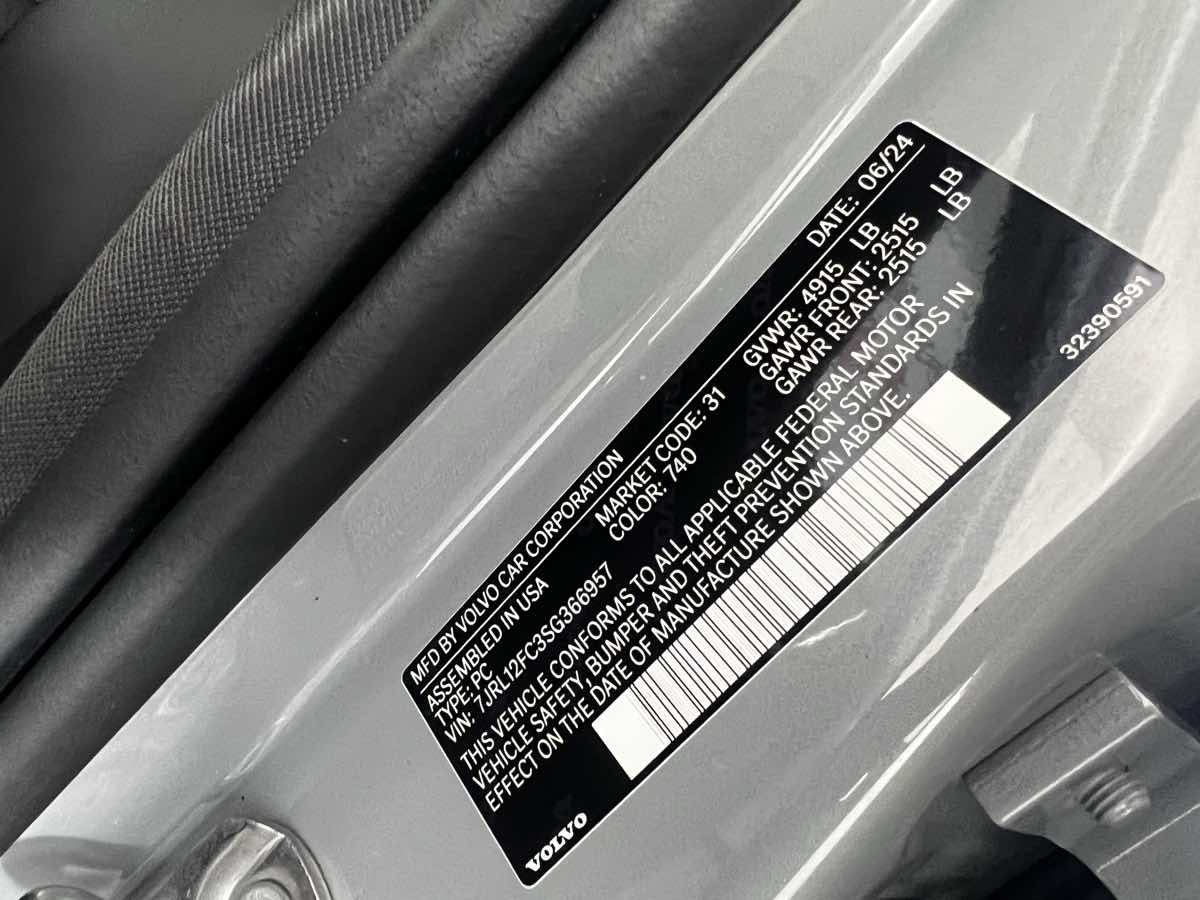 MFD BY VOLVO CAR CORPORATION DATE: 06/24
ASSEMBLED IN USA
TYPE: PC MARKET CODE: 31 GVWR: 4915 LB
VIN: 7JRL12FC3SG366957 COLOR: 740 GAWR FRONT: 2515 LB
GAWR REAR: 2515 LB
THIS VEHICLE CONFORMS TO ALL APPLICABLE FEDERAL MOTOR
VEHICLE SAFETY, BUMPER AND THEFT PREVENTION STANDARDS IN
EFFECT ON THE DATE OF MANUFACTURE SHOWN ABOVE.
VOLVO 32390591